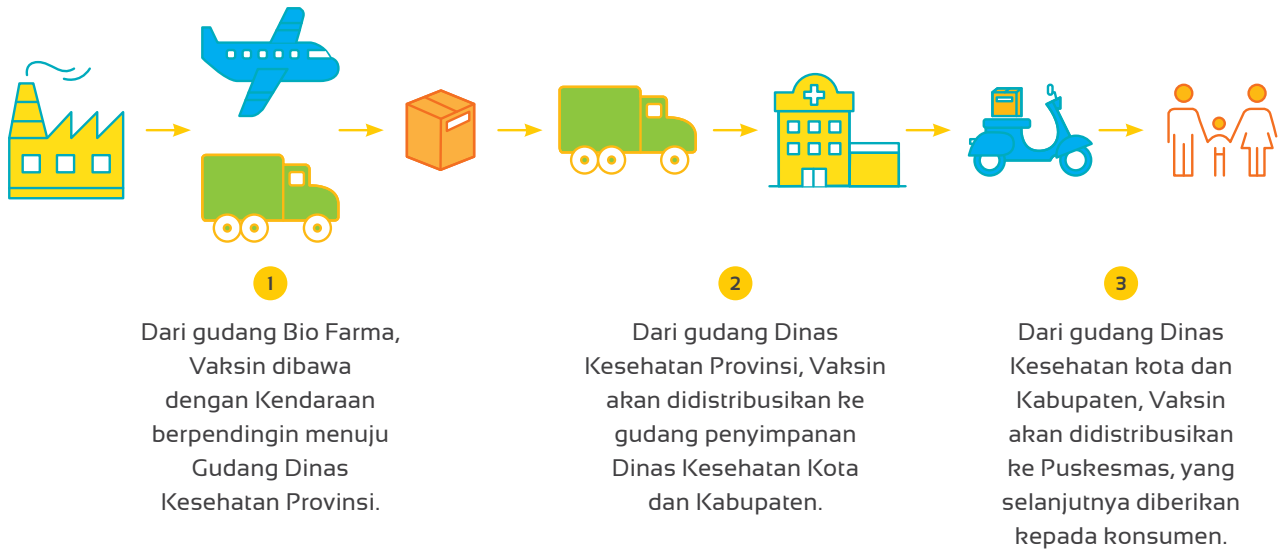 1
Dari gudang Bio Farma,
Vaksin dibawa
dengan Kendaraan
berpendingin menuju
Gudang Dinas
Kesehatan Provinsi.
2
Dari gudang Dinas
Kesehatan Provinsi, Vaksin
akan didistribusikan ke
gudang penyimpanan
Dinas Kesehatan Kota
dan Kabupaten.
3
Dari gudang Dinas
Kesehatan kota dan
Kabupaten, Vaksin
akan didistribusikan
ke Puskesmas, yang
selanjutnya diberikan
kepada konsumen.